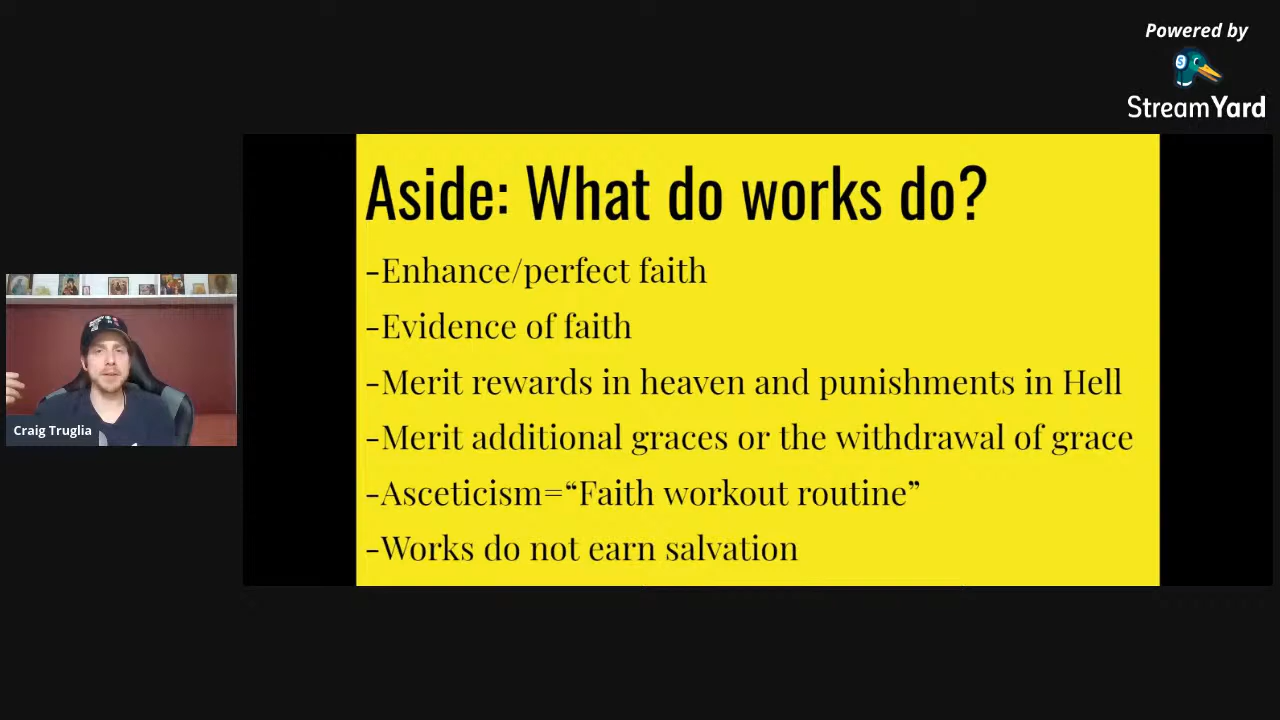 Powered by
StreamYard
Aside: What do works do?
-Enhance/perfect faith
-Evidence of faith
-Merit rewards in heaven and punishments in Hell
-Merit additional graces or the withdrawal of grace
-Asceticism=“Faith workout routine”
-Works do not earn salvation
Craig Truglia